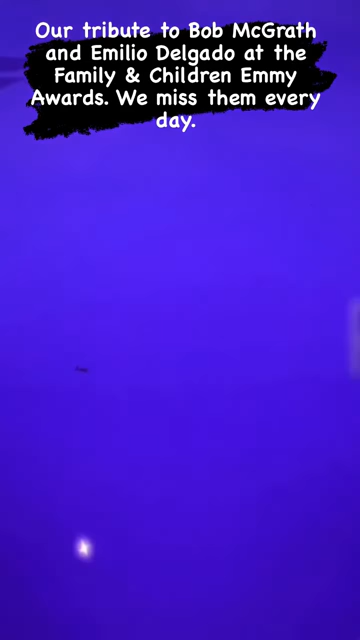 Our tribute to Bob McGrath
and Emilio Delgado at the
Family & Children Emmy
Awards. We miss them every
day.